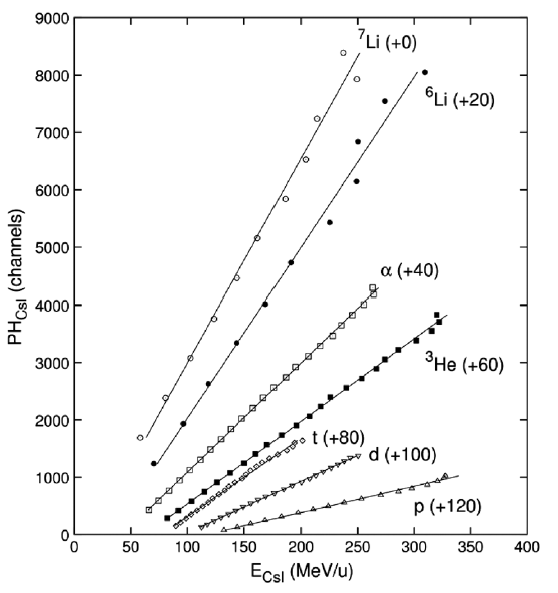 9000
8000
7000
6000
5000
4000
3000
2000
1000
0
PH_CsI (channels)
⁷Li (+0)
⁶Li (+20)
α (+40)
³He (+60)
t (+80)
d (+100)
p (+120)
0 50 100 150 200 250 300 350 400
E_CsI (MeV/u)